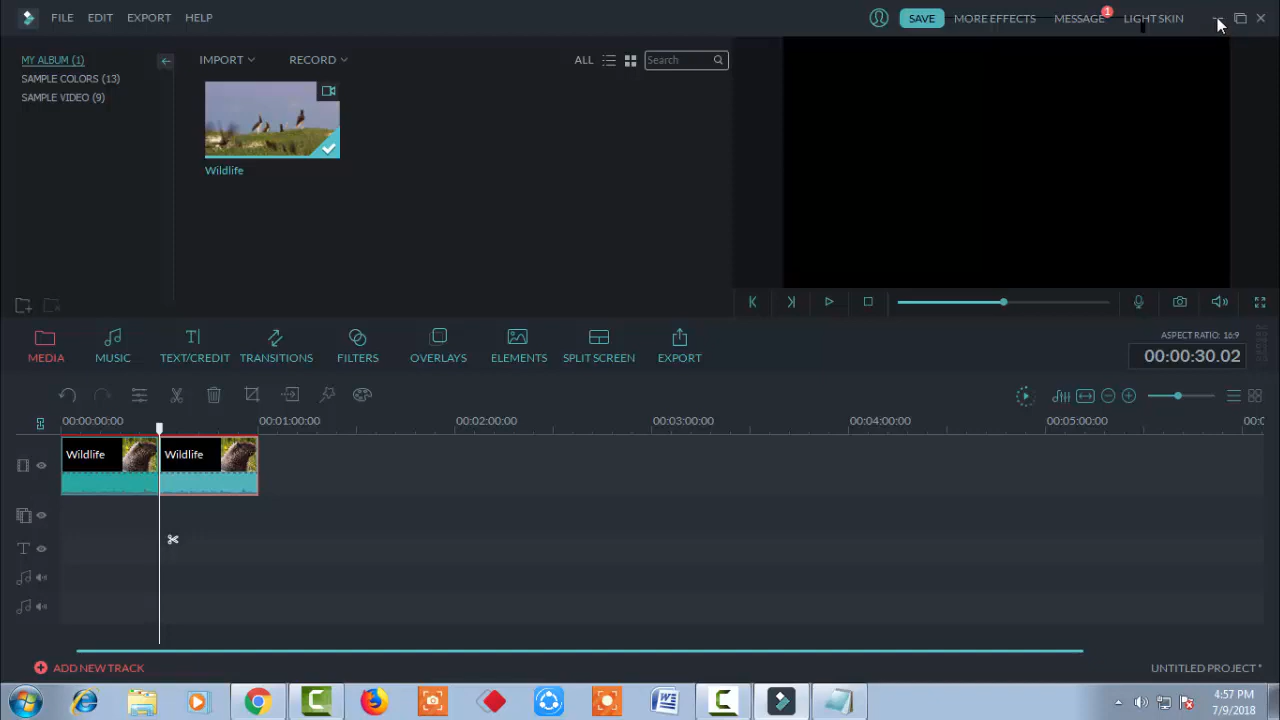 FILE EDIT EXPORT HELP SAVE MORE EFFECTS MESSAGE 1 LIGHT SKIN
MY ALBUM (1) IMPORT RECORD ALL Search
SAMPLE COLORS (13)
SAMPLE VIDEO (9)
Wildlife
ASPECT RATIO: 16:9
00:00:30.02
MEDIA MUSIC TEXT/CREDIT TRANSITIONS FILTERS OVERLAYS ELEMENTS SPLIT SCREEN EXPORT
00:00:00:00 00:01:00:00 00:02:00:00 00:03:00:00 00:04:00:00 00:05:00:00
Wildlife Wildlife
ADD NEW TRACK UNTITLED PROJECT *
4:57 PM
7/9/2018